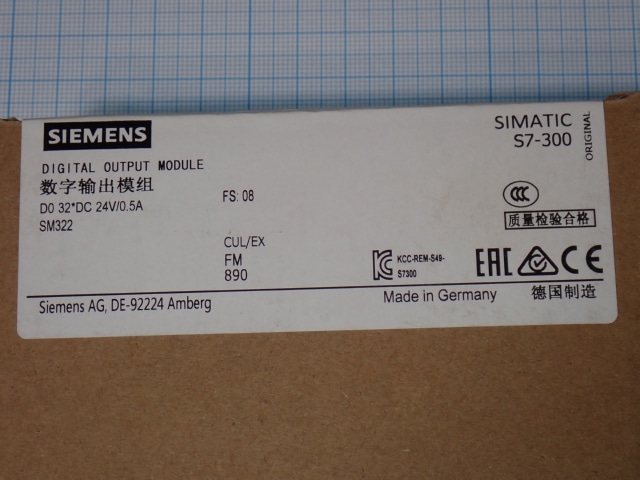 SIEMENS
SIMATIC
S7-300
ORIGINAL
DIGITAL OUTPUT MODULE
数字输出模组
D0 32*DC 24V/0.5A
SM322
FS: 08
CUL/EX
FM
890
CCC
质量检验合格
KCC-REM-S49-
S7300
EAC CE
Siemens AG, DE-92224 Amberg
Made in Germany
德国制造